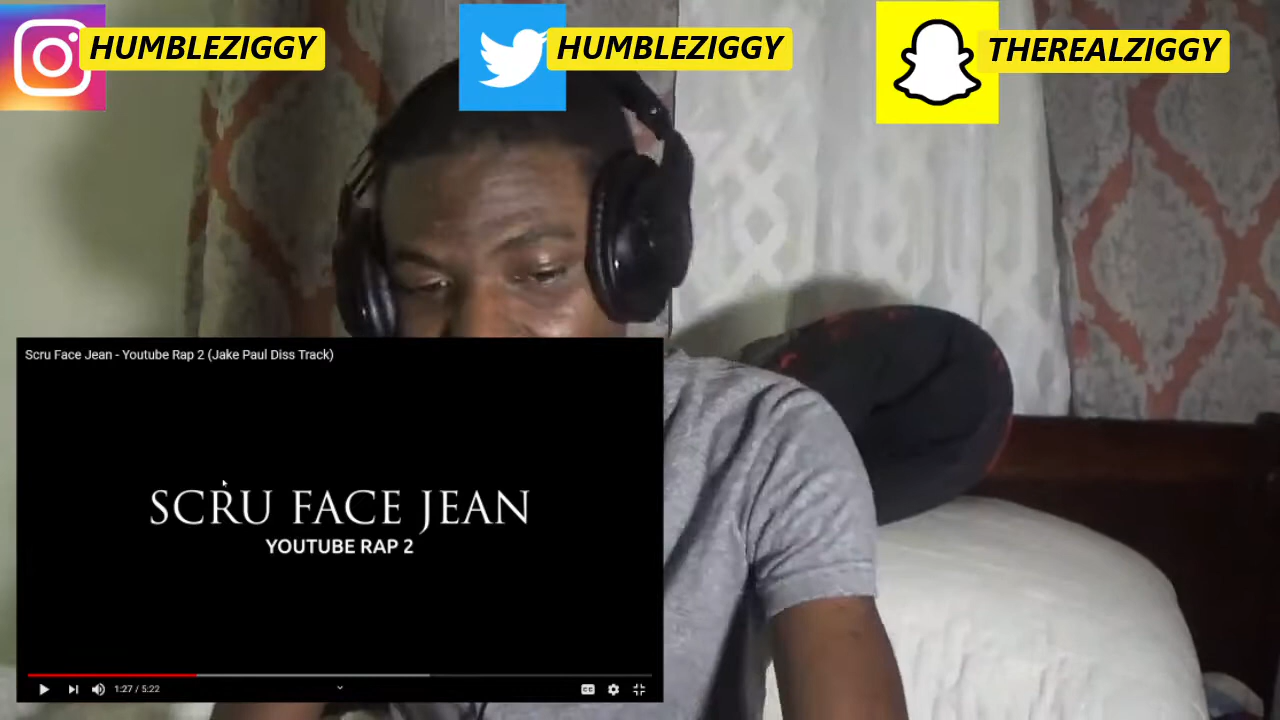 HUMBLEZIGGY
HUMBLEZIGGY
THEREALZIGGY
Scru Face Jean - Youtube Rap 2 (Jake Paul Diss Track)
SCRU FACE JEAN
YOUTUBE RAP 2
1:27 / 5:22
CC